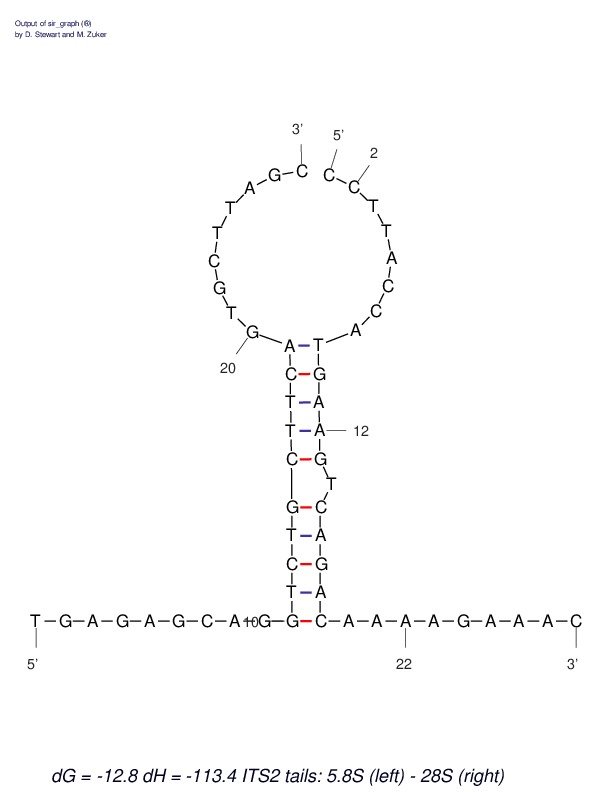 Output of sir_graph (®)
by D. Stewart and M. Zuker
3' 5'
2
C C
G C
A T
T T
T A
C C
G C
T A
G A T
20
C G
T A
T A 12
C G
T
G C
T A
C G
T A
T-G-A-G-A-G-C-A-10-G-G-C-A-A-A-A-G-A-A-A-C
5' 22 3'
dG = -12.8 dH = -113.4 ITS2 tails: 5.8S (left) - 28S (right)